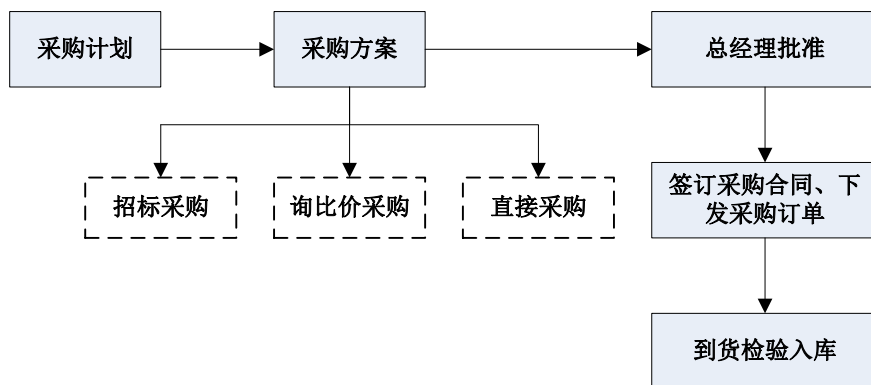 采购计划
采购方案
总经理批准
招标采购
询比价采购
直接采购
签订采购合同、下
发采购订单
到货检验入库